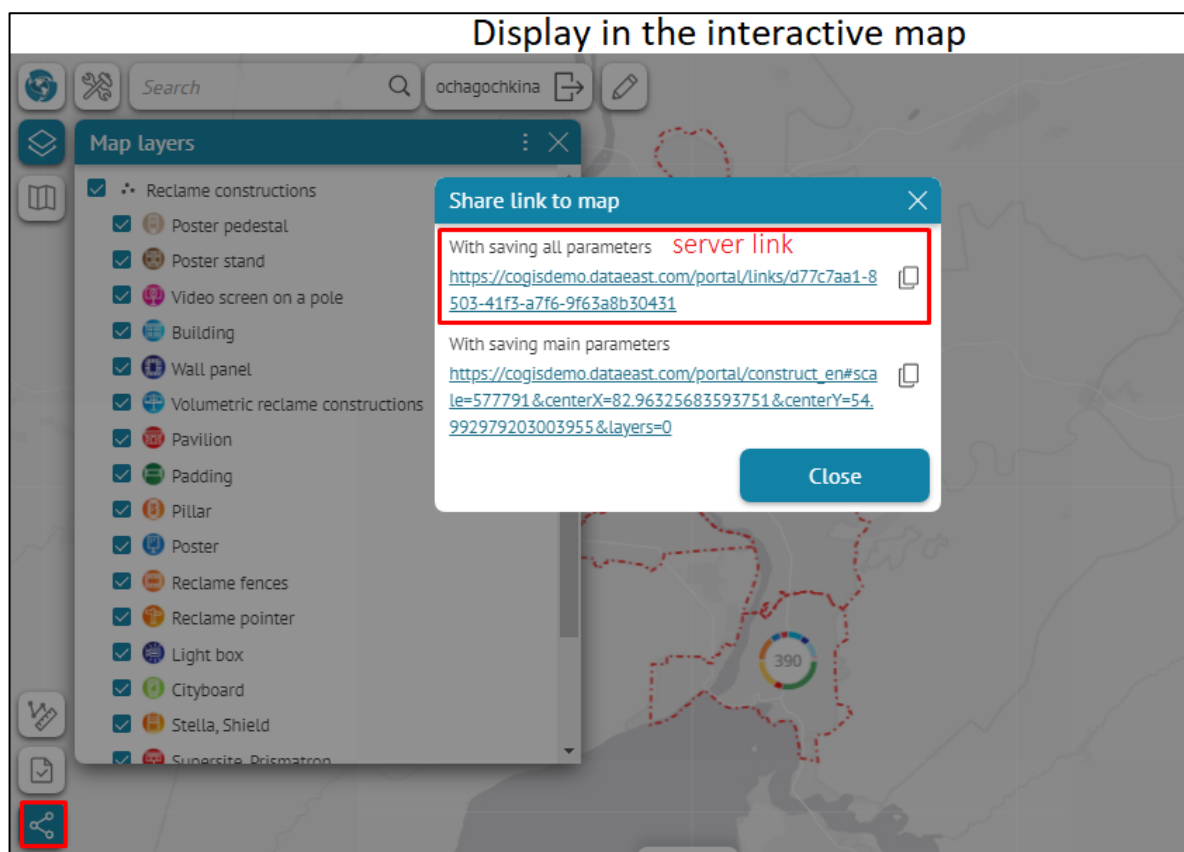 Display in the interactive map
Search
ochagochkina
Map layers
Reclame constructions
Poster pedestal
Poster stand
Video screen on a pole
Building
Wall panel
Volumetric reclame constructions
Pavilion
Padding
Pillar
Poster
Reclame fences
Reclame pointer
Light box
Cityboard
Stella, Shield
Supersite, Prismatron
Share link to map
With saving all parameters server link
https://cogisdemo.dataeast.com/portal/links/d77c7aa1-8
503-41f3-a7f6-9f63a8b30431
With saving main parameters
https://cogisdemo.dataeast.com/portal/construct_en#sca
le=577791&centerX=82.96325683593751&centerY=54.
992979203003955&layers=0
Close
390